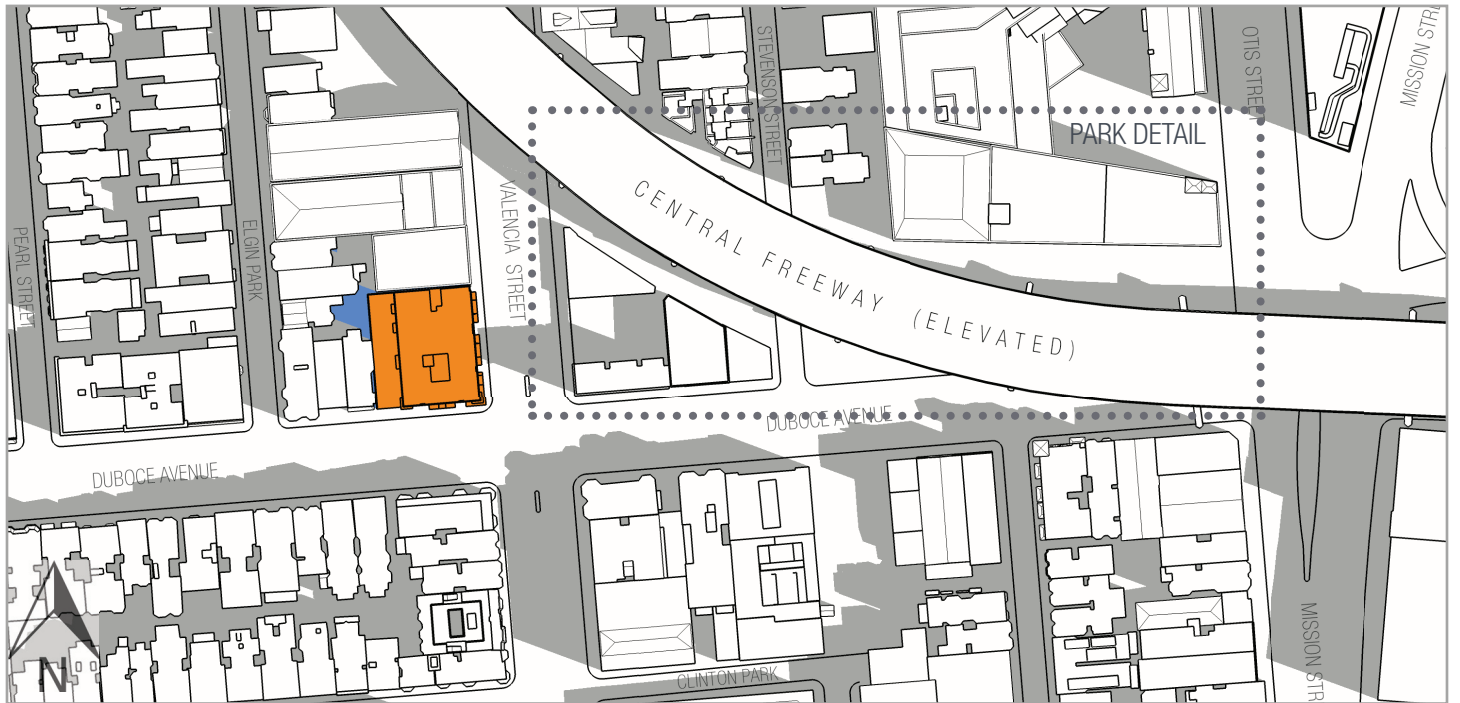 STEVENSON STREET
OTIS STREET
MISSION STRE
PARK DETAIL
CENTRAL FREEWAY (ELEVATED)
VALENCIA STREET
ELGIN PARK
PEARL STREET
DUBOCE AVENUE
DUBOCE AVENUE
CLINTON PARK
MISSION STR
N